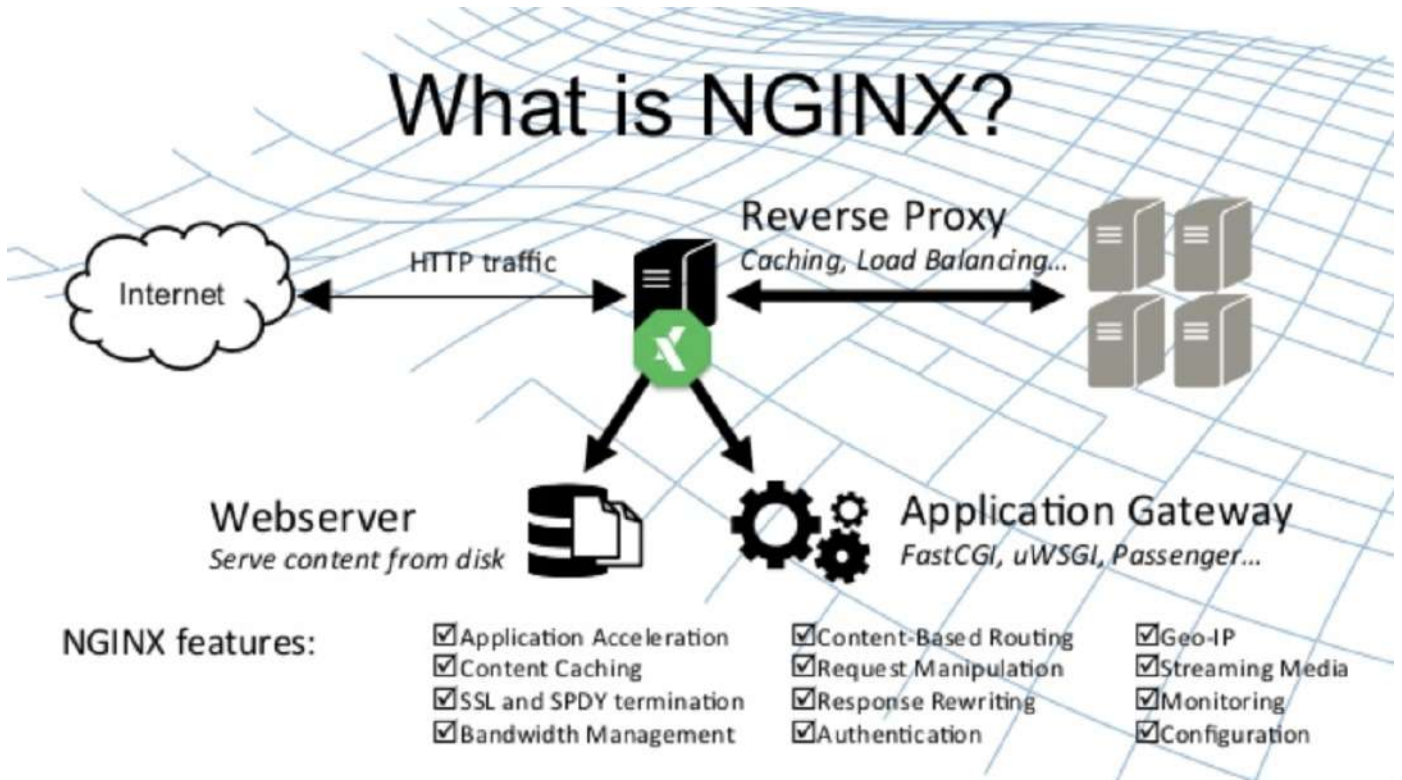 What is NGINX?
Reverse Proxy
Caching, Load Balancing...
HTTP traffic
Internet
Webserver
Serve content from disk
Application Gateway
FastCGI, uWSGI, Passenger...
NGINX features:
☑Application Acceleration
☑Content Caching
☑SSL and SPDY termination
☑Bandwidth Management
☑Content-Based Routing
☑Request Manipulation
☑Response Rewriting
☑Authentication
☑Geo-IP
☑Streaming Media
☑Monitoring
☑Configuration